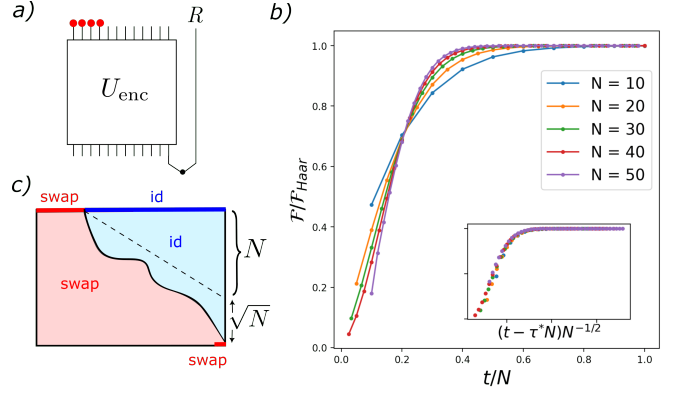 a)
R
U_enc
b)
1.0
0.8
0.6
0.4
0.2
0.0
F/F_Haar
0.0 0.2 0.4 0.6 0.8 1.0
t/N
N = 10
N = 20
N = 30
N = 40
N = 50
(t − τ*N)N^−1/2
c)
swap id
id
swap
N
√N
swap